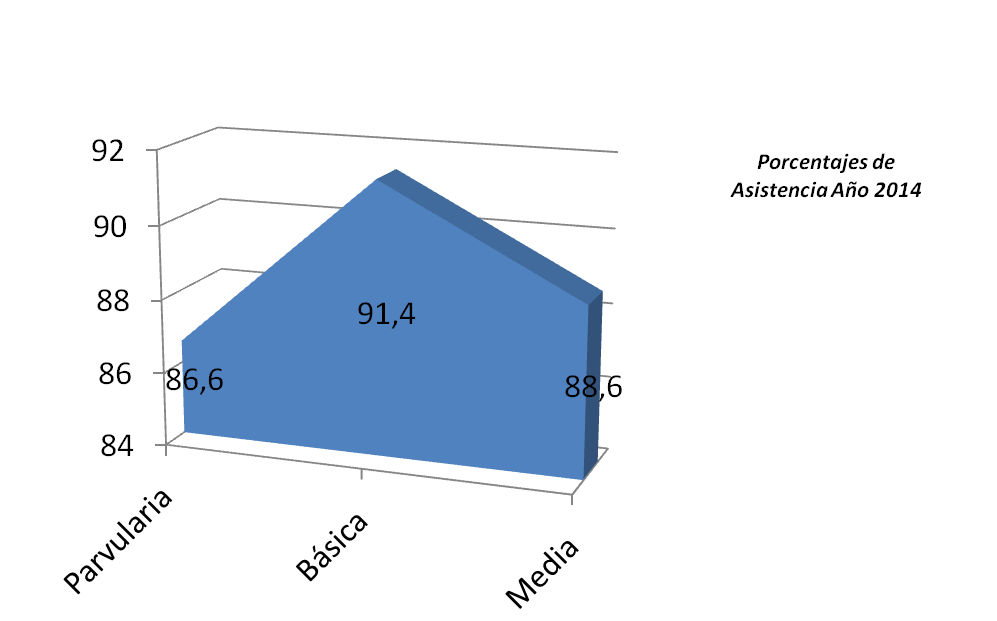 Porcentajes de
Asistencia Año 2014
92
90
88
86
84
86,6
91,4
88,6
Parvularia
Básica
Media